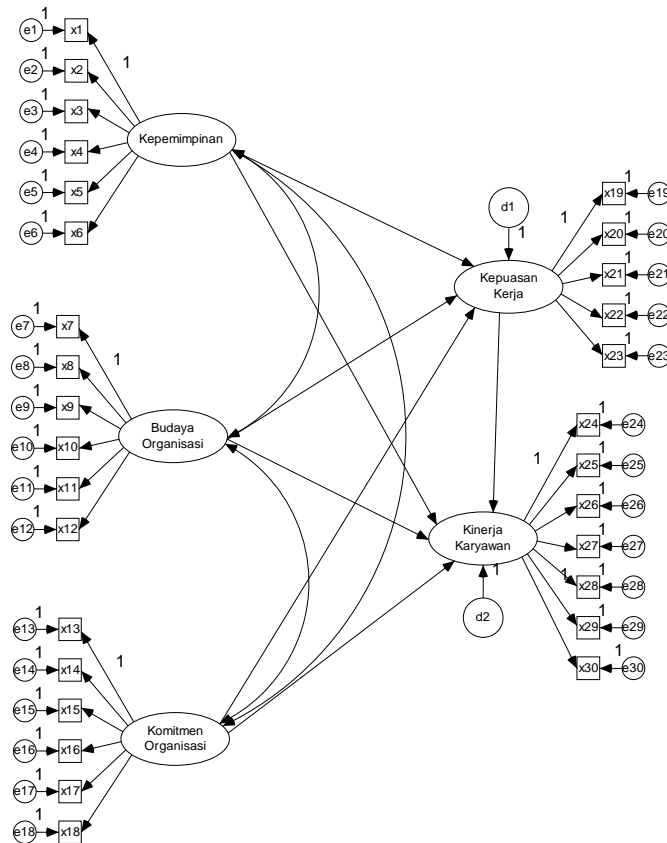 1
e1 x1
1
1
e2 x2
1
e3 x3
1
e4 x4
1
e5 x5
1
e6 x6
Kepemimpinan
1
e7 x7
1
1
e8 x8
1
e9 x9
1
e10 x10
1
e11 x11
1
e12 x12
Budaya
Organisasi
1
e13 x13
1
1
e14 x14
1
e15 x15
1
e16 x16
1
e17 x17
1
e18 x18
Komitmen
Organisasi
d1
1
Kepuasan
Kerja
1
x19 e19
1
1
x20 e20
1
x21 e21
1
x22 e22
1
x23 e23
Kinerja
Karyawan
1
d2
1
x24 e24
1
1
x25 e25
1
x26 e26
1
x27 e27
1
1
x28 e28
1
x29 e29
1
x30 e30